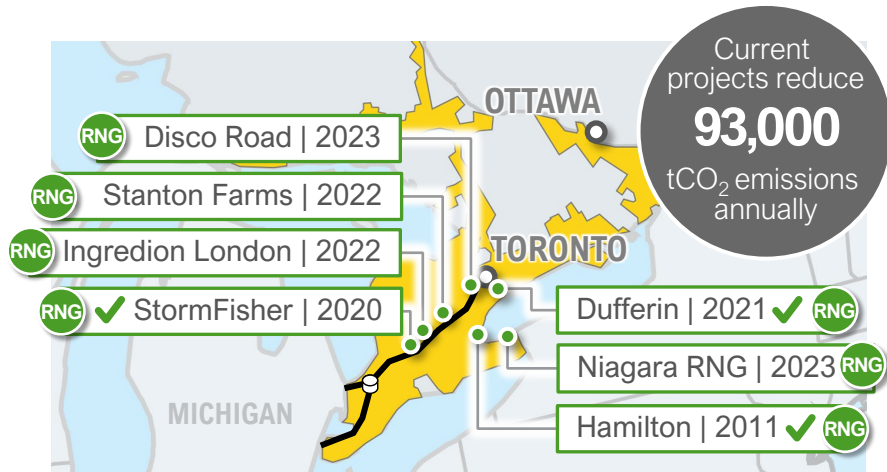 Current
projects reduce
93,000
tCO₂ emissions
annually
OTTAWA
RNG Disco Road | 2023
RNG Stanton Farms | 2022
RNG Ingredion London | 2022
RNG ✓ StormFisher | 2020
TORONTO
Dufferin | 2021 ✓ RNG
Niagara RNG | 2023 RNG
Hamilton | 2011 ✓ RNG
MICHIGAN